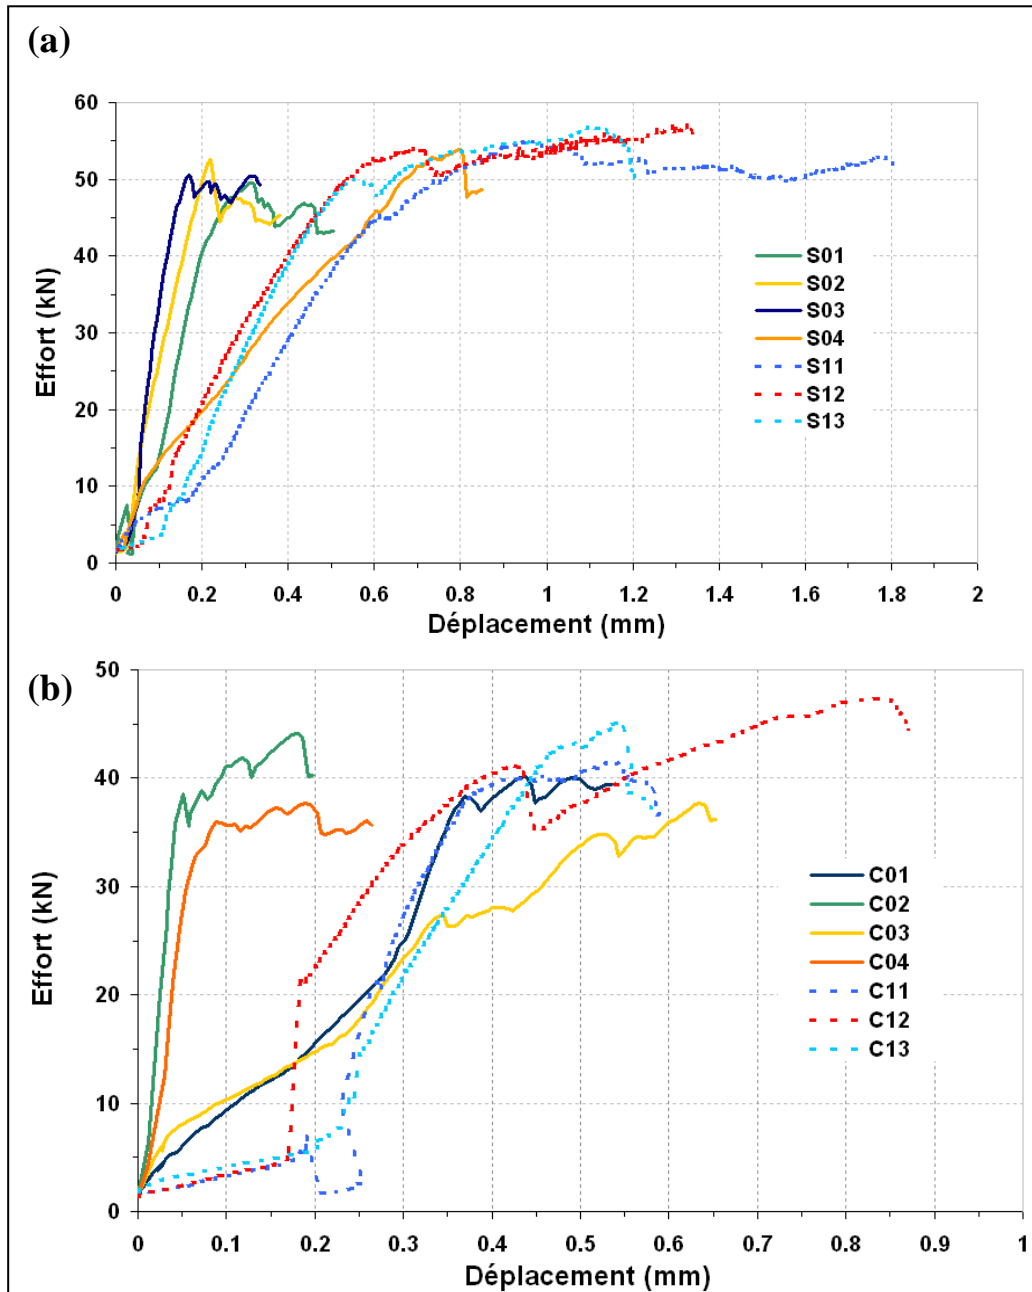 (a)
60
50
40
30
20
10
0
Effort (kN)
S01
S02
S03
S04
S11
S12
S13
0 0.2 0.4 0.6 0.8 1 1.2 1.4 1.6 1.8 2
Déplacement (mm)
(b)
50
40
30
20
10
0
Effort (kN)
C01
C02
C03
C04
C11
C12
C13
0 0.1 0.2 0.3 0.4 0.5 0.6 0.7 0.8 0.9 1
Déplacement (mm)